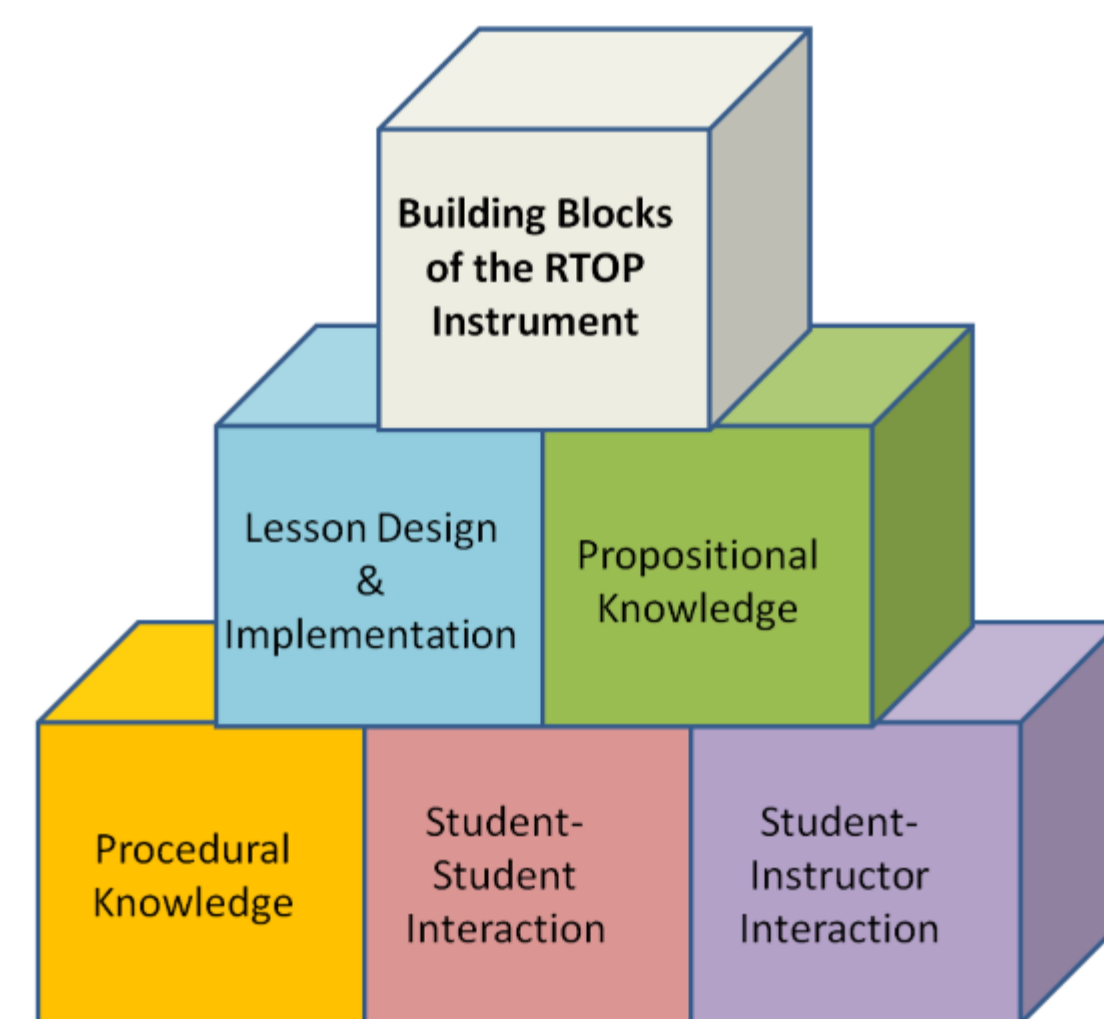 Building Blocks
of the RTOP
Instrument
Lesson Design
&
Implementation
Propositional
Knowledge
Procedural
Knowledge
Student-
Student
Interaction
Student-
Instructor
Interaction